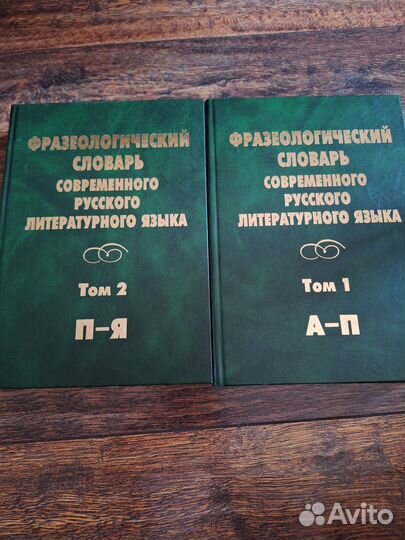 ФРАЗЕОЛОГИЧЕСКИЙ
СЛОВАРЬ
СОВРЕМЕННОГО
РУССКОГО
ЛИТЕРАТУРНОГО ЯЗЫКА
Том 2
П–Я
ФРАЗЕОЛОГИЧЕСКИЙ
СЛОВАРЬ
СОВРЕМЕННОГО
РУССКОГО
ЛИТЕРАТУРНОГО ЯЗЫКА
Том 1
А–П
Avito